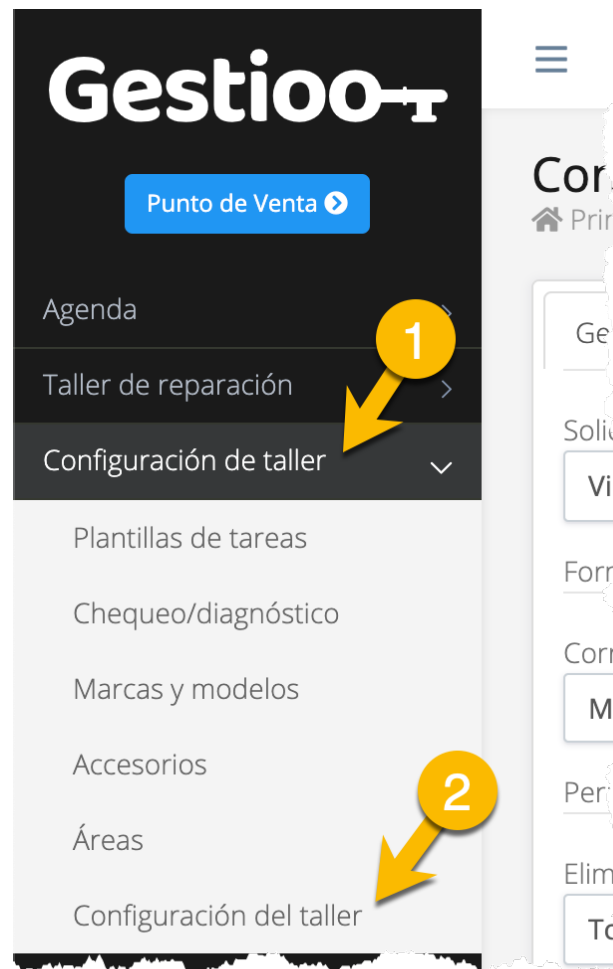 Gestioo
Punto de Venta
Agenda
1
Taller de reparación
Configuración de taller
Plantillas de tareas
Chequeo/diagnóstico
Marcas y modelos
Accesorios
2
Áreas
Configuración del taller